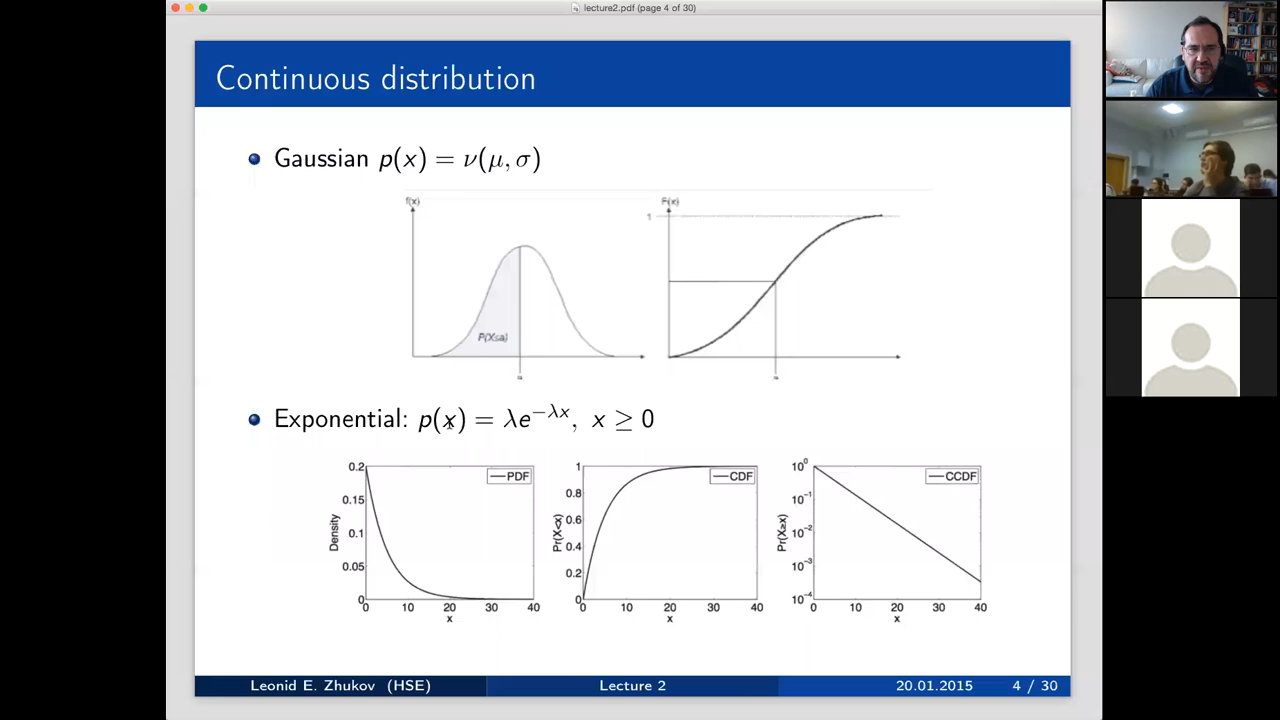 lecture2.pdf (page 4 of 30)
Continuous distribution
Gaussian p(x) = ν(μ, σ)
f(x)
P(X≤a)
a
F(x)
1
Exponential: p(x) = λe^{−λx}, x ≥ 0
0.2
0.15
0.1
0.05
0
Density
PDF
0 10 20 30 40
x
1
0.8
0.6
0.4
0.2
0
Pr(X<x)
CDF
0 10 20 30 40
x
10^0
10^-1
10^-2
10^-3
10^-4
Pr(X≥x)
CCDF
0 10 20 30 40
x
Leonid E. Zhukov (HSE) Lecture 2 20.01.2015 4 / 30